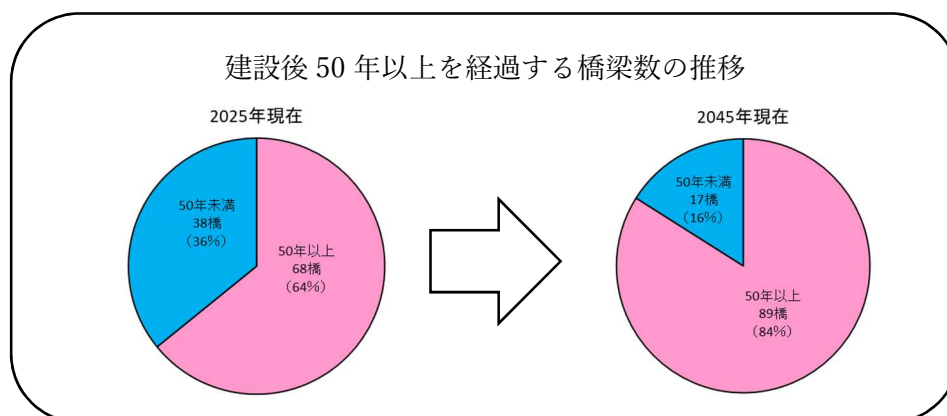 建設後 50 年以上を経過する橋梁数の推移
2025年現在
50年未満
38橋
（36%）
50年以上
68橋
（64%）
2045年現在
50年未満
17橋
（16%）
50年以上
89橋
（84%）